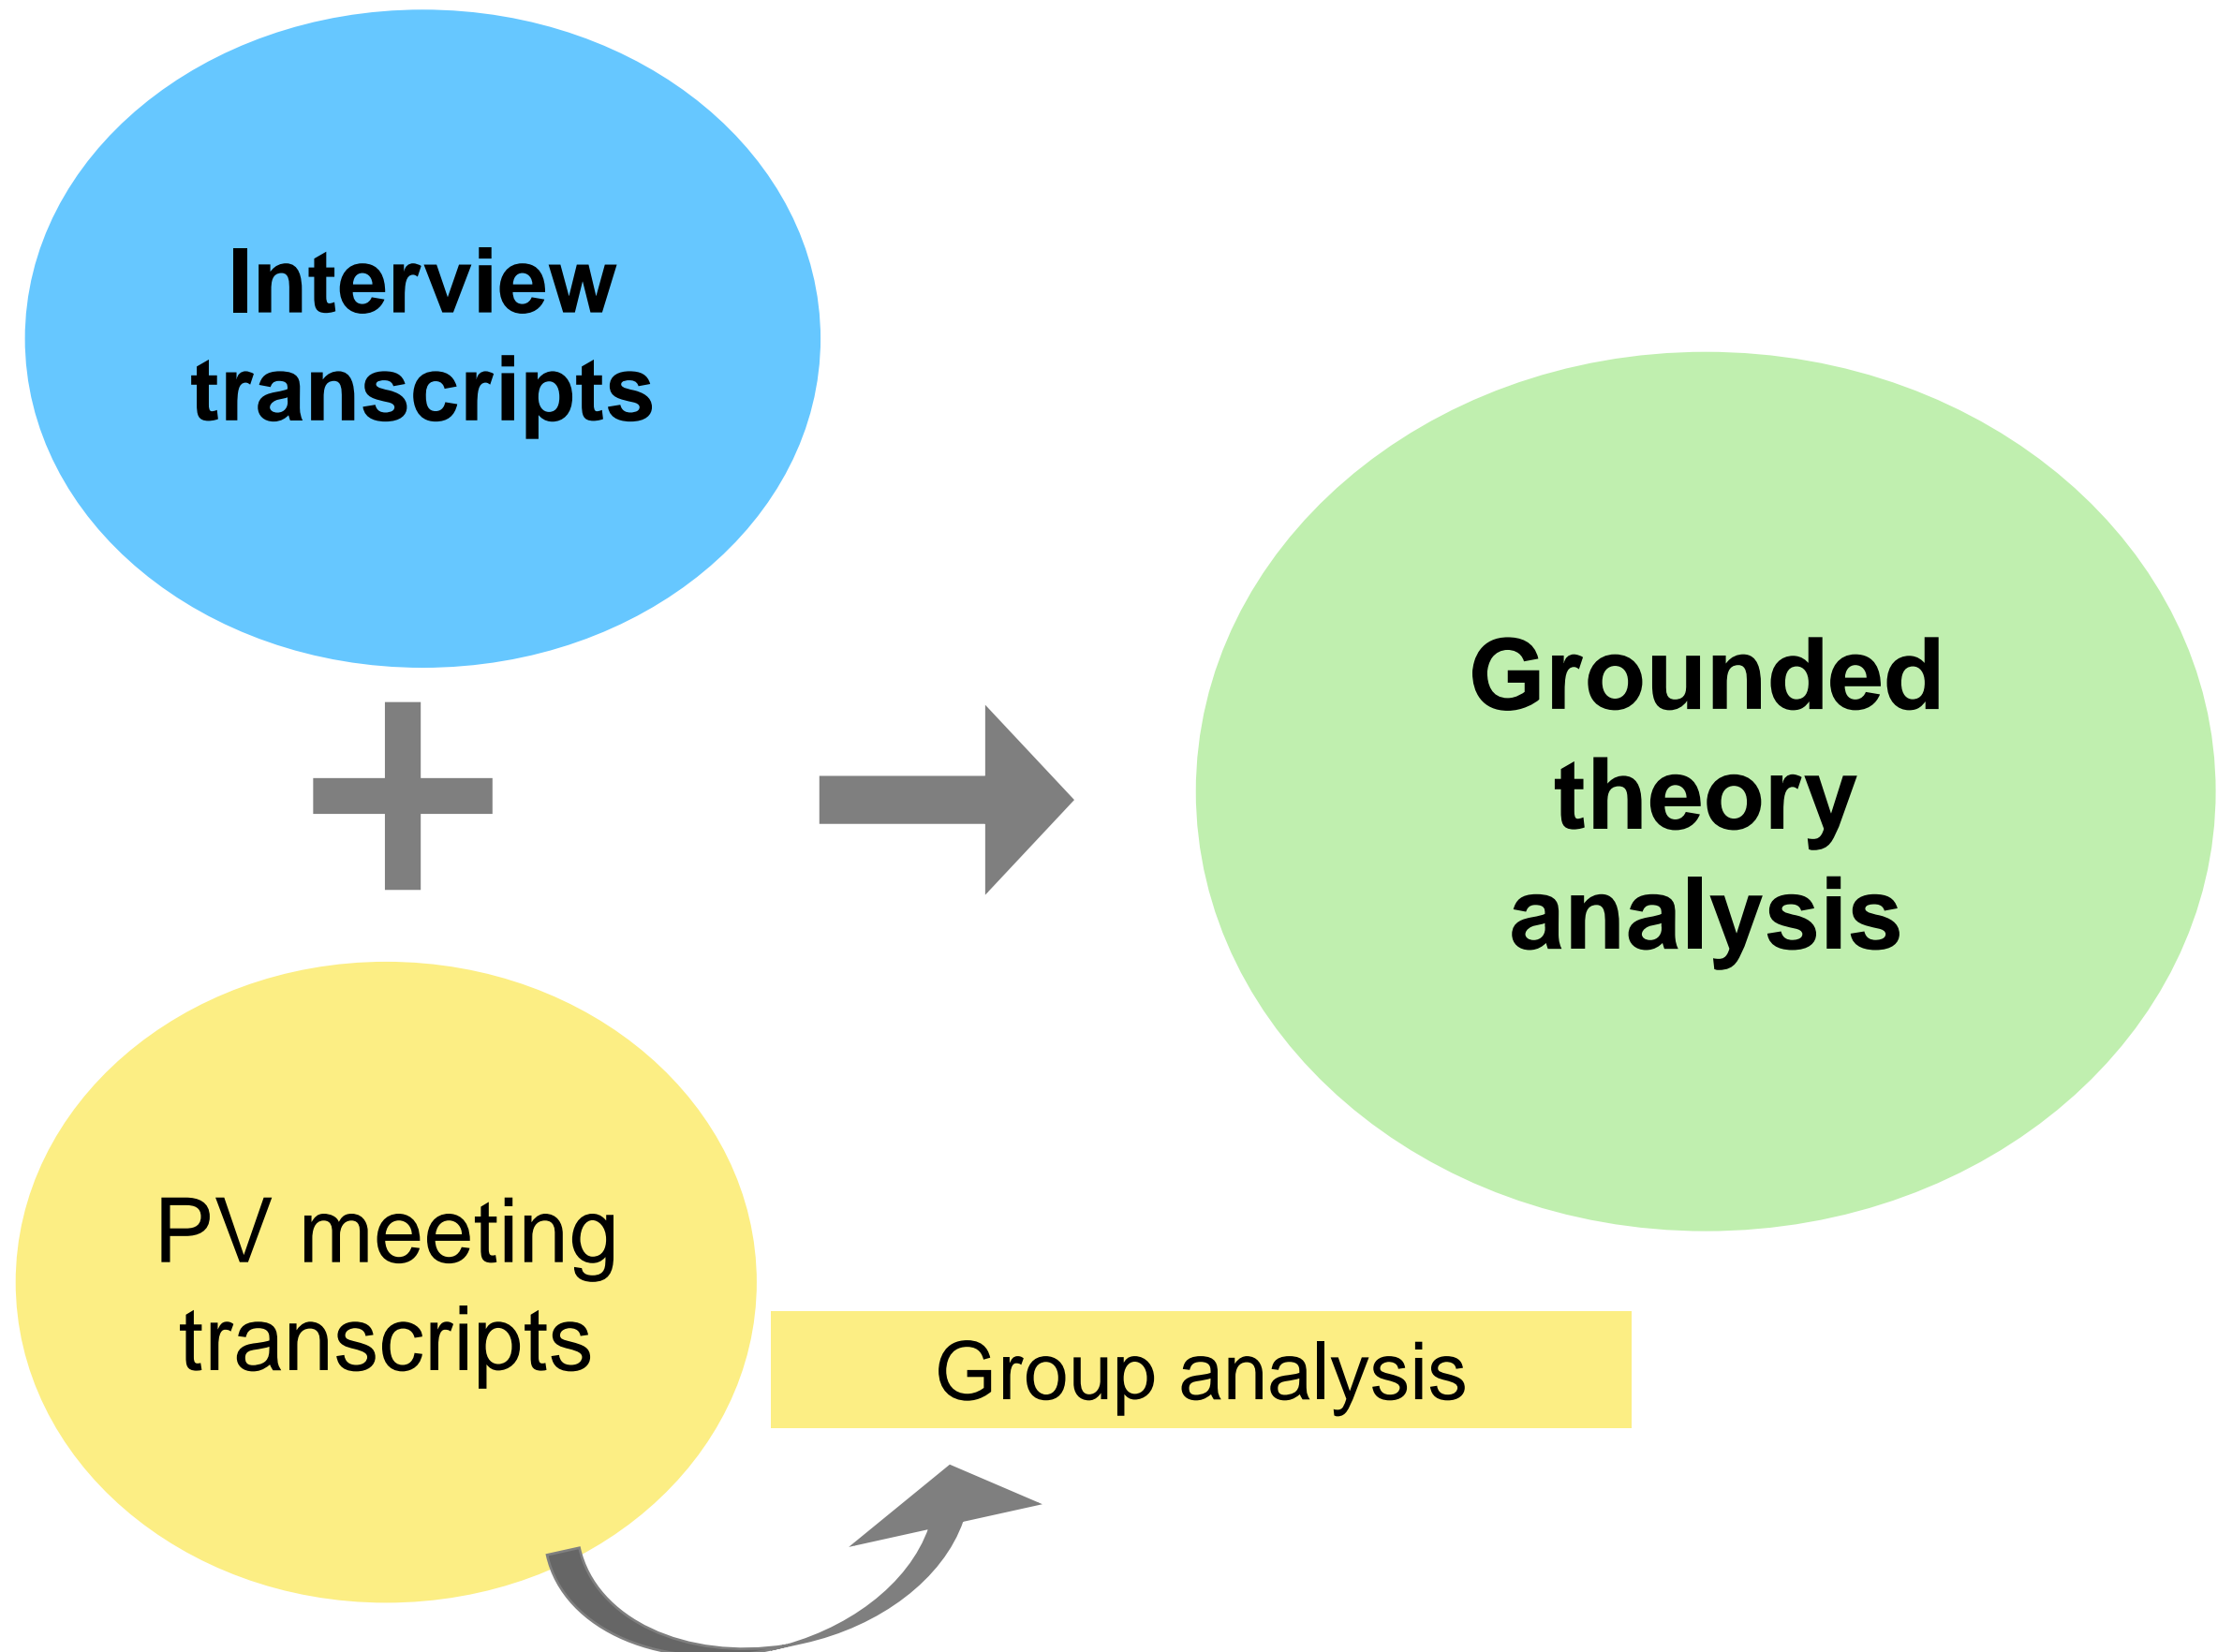 Interview
transcripts
Grounded
theory
analysis
PV meeting
transcripts
Group analysis